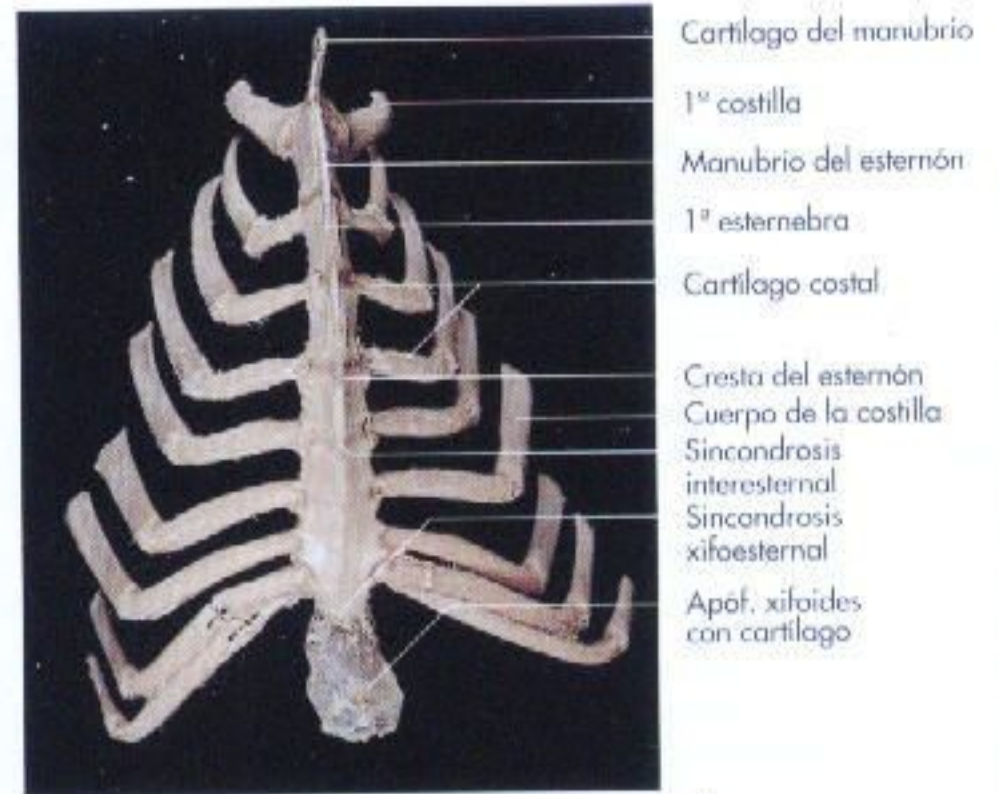 Cartílago del manubrio
1ª costilla
Manubrio del esternón
1ª esternebra
Cartílago costal
Cresta del esternón
Cuerpo de la costilla
Sincondrosis
interesternal
Sincondrosis
xifoesternal
Apóf. xifoides
con cartílago